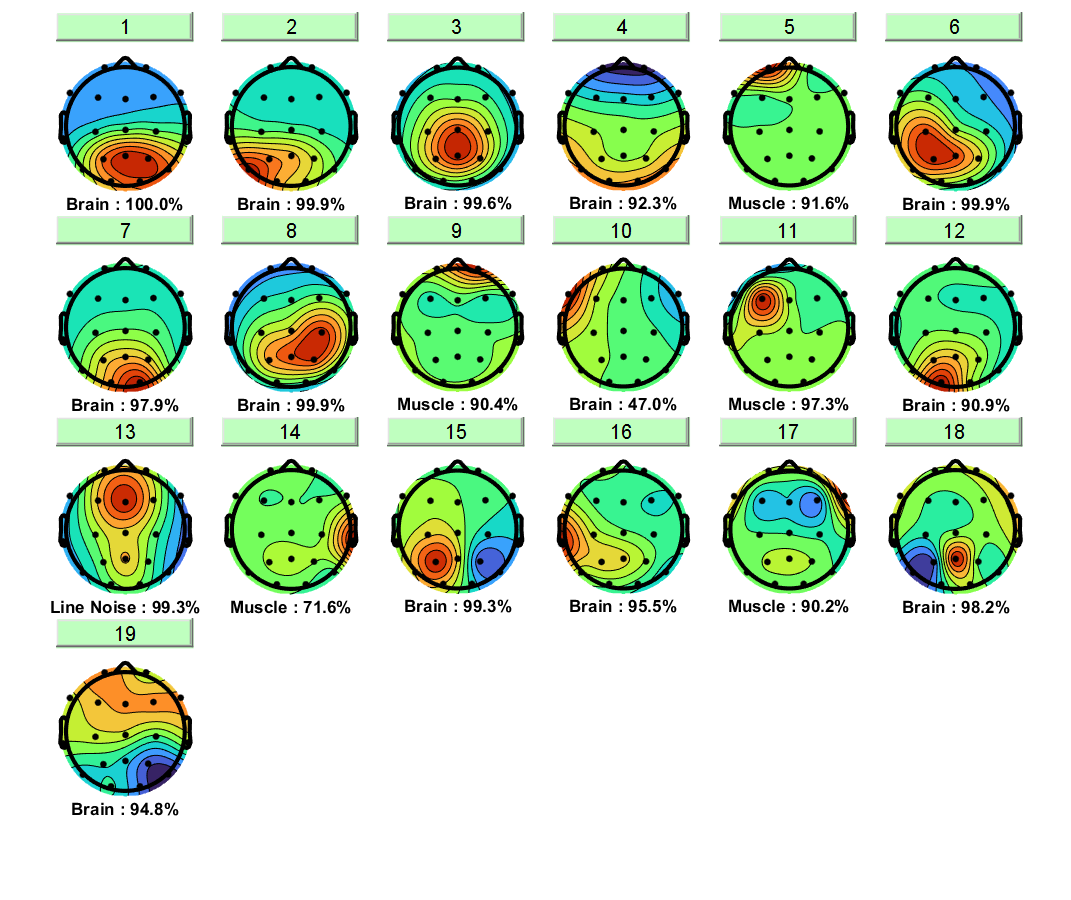 1 2 3 4 5 6
Brain : 100.0% Brain : 99.9% Brain : 99.6% Brain : 92.3% Muscle : 91.6% Brain : 99.9%
7 8 9 10 11 12
Brain : 97.9% Brain : 99.9% Muscle : 90.4% Brain : 47.0% Muscle : 97.3% Brain : 90.9%
13 14 15 16 17 18
Line Noise : 99.3% Muscle : 71.6% Brain : 99.3% Brain : 95.5% Muscle : 90.2% Brain : 98.2%
19
Brain : 94.8%